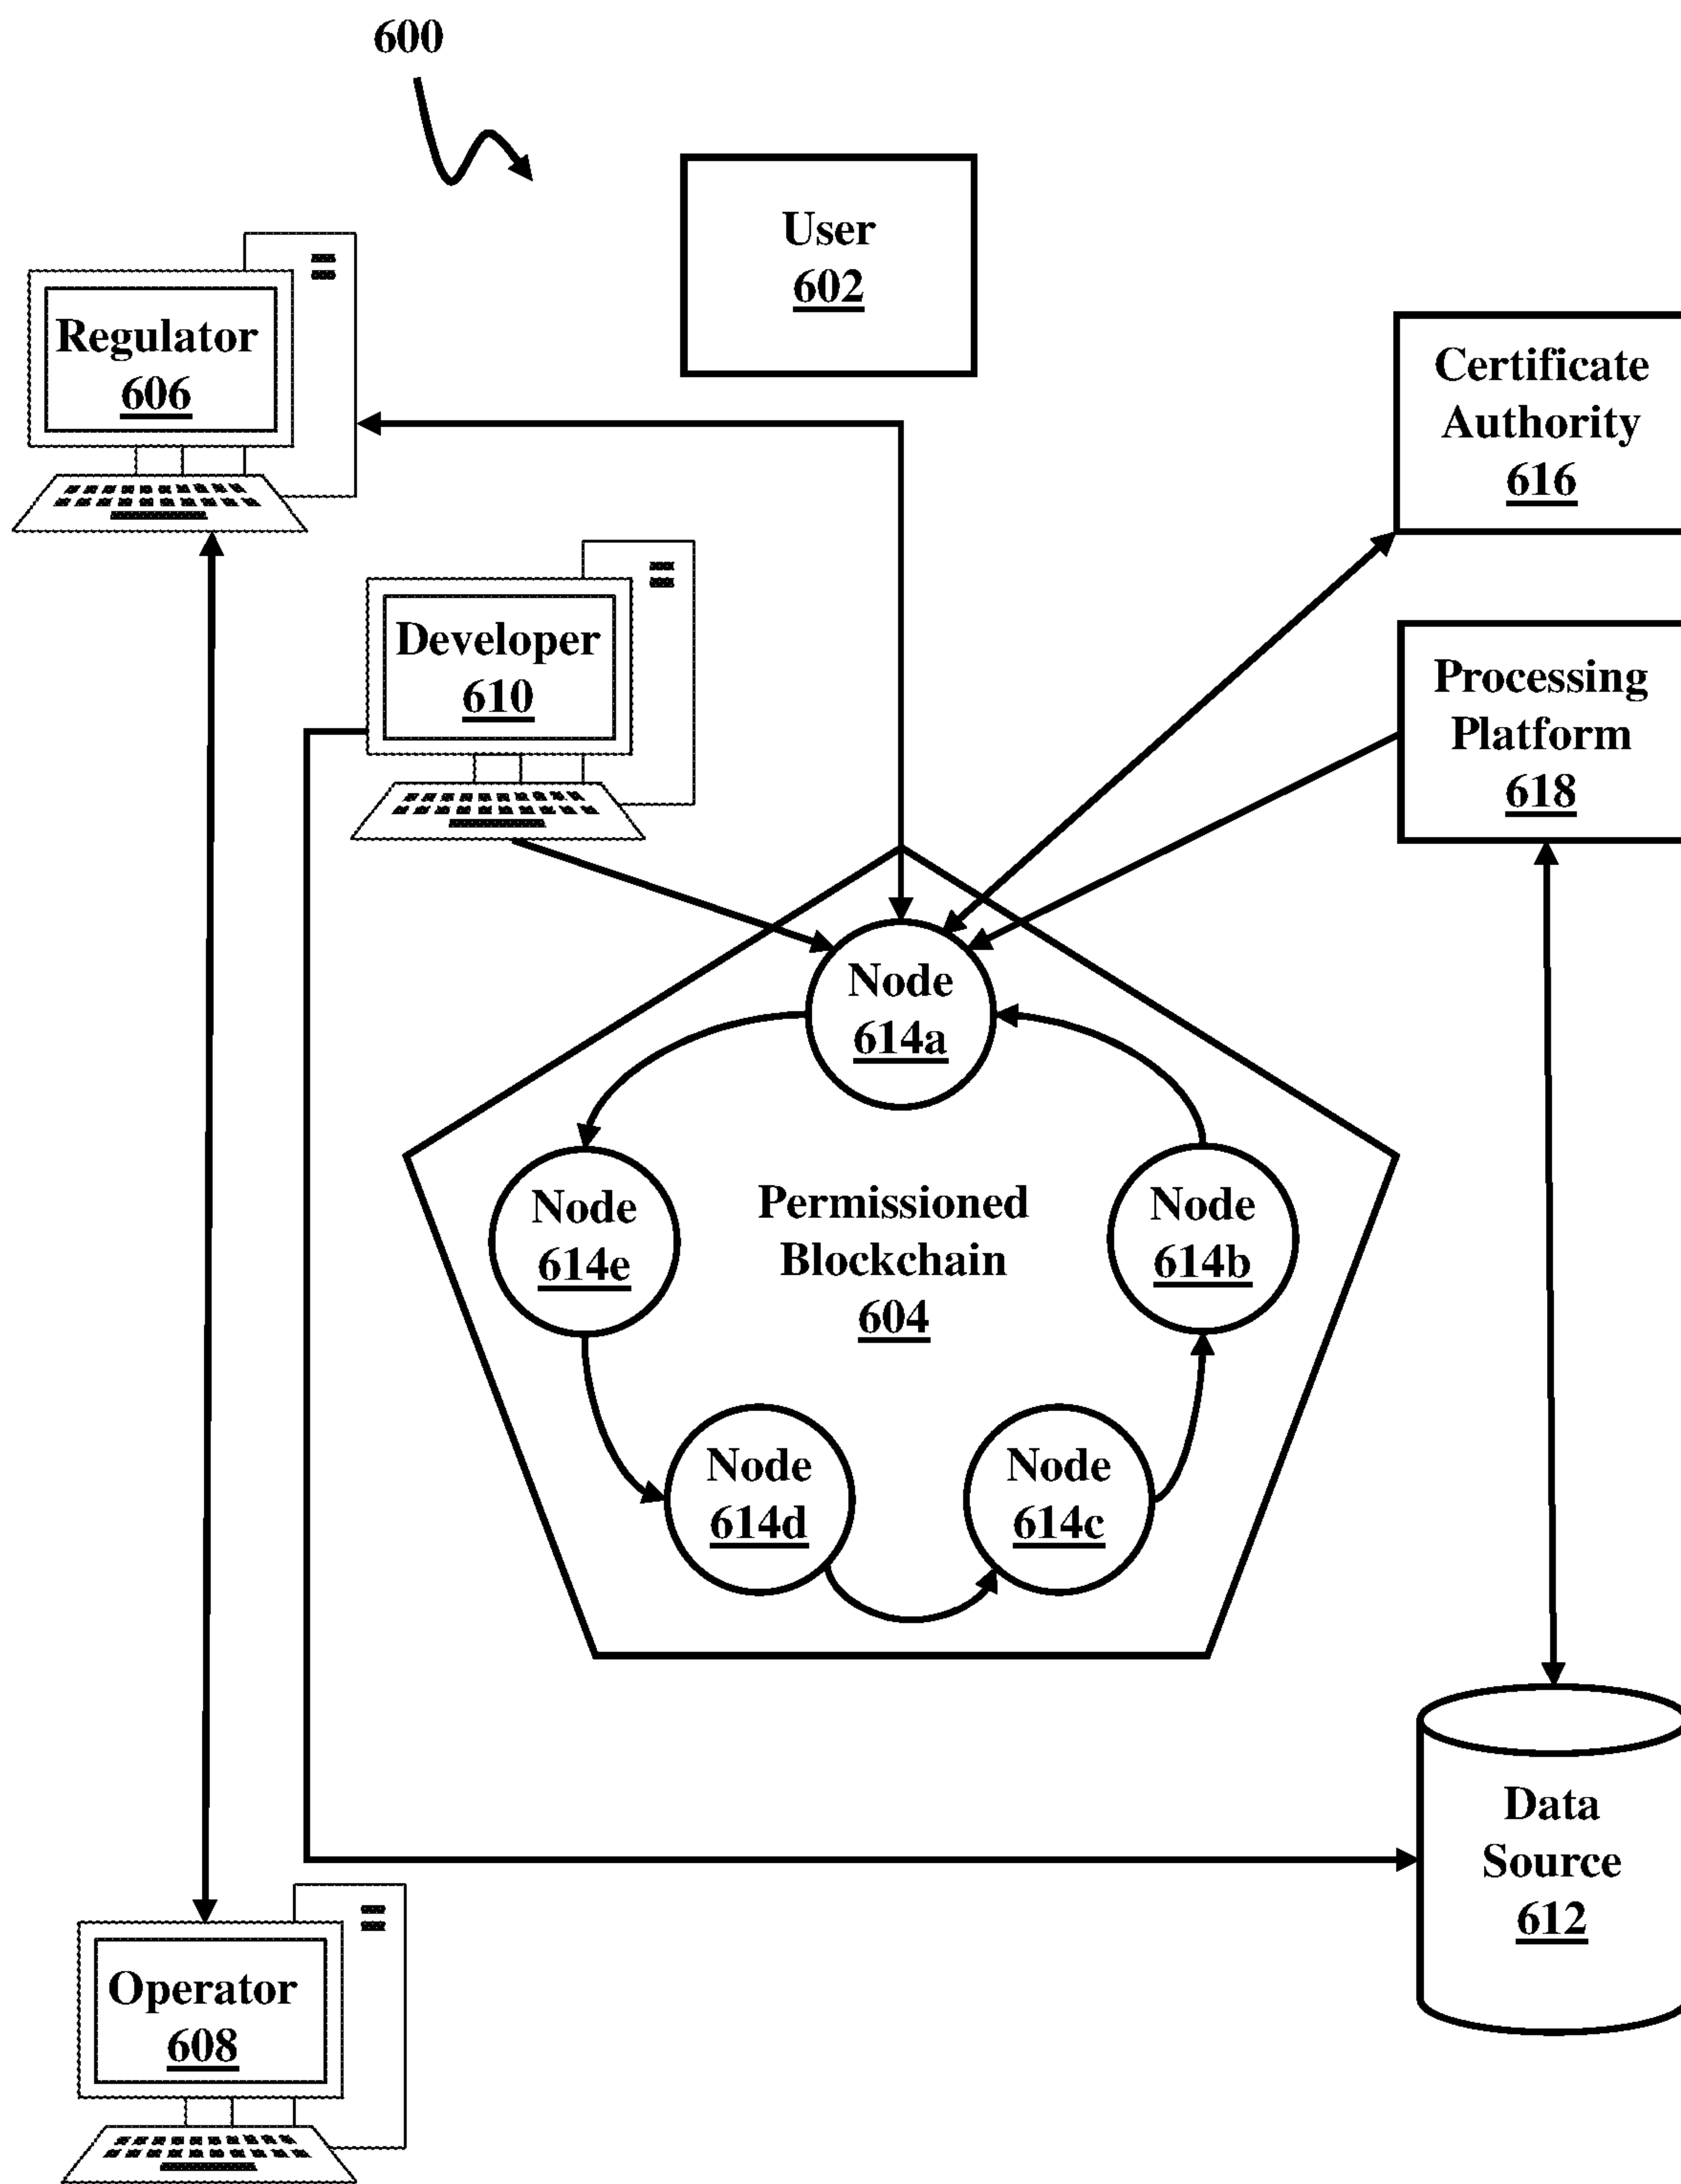 600
User
602
Regulator
606
Certificate
Authority
616
Developer
610
Processing
Platform
618
Node
614a
Node
614e
Permissioned
Blockchain
604
Node
614b
Node
614d
Node
614c
Data
Source
612
Operator
608